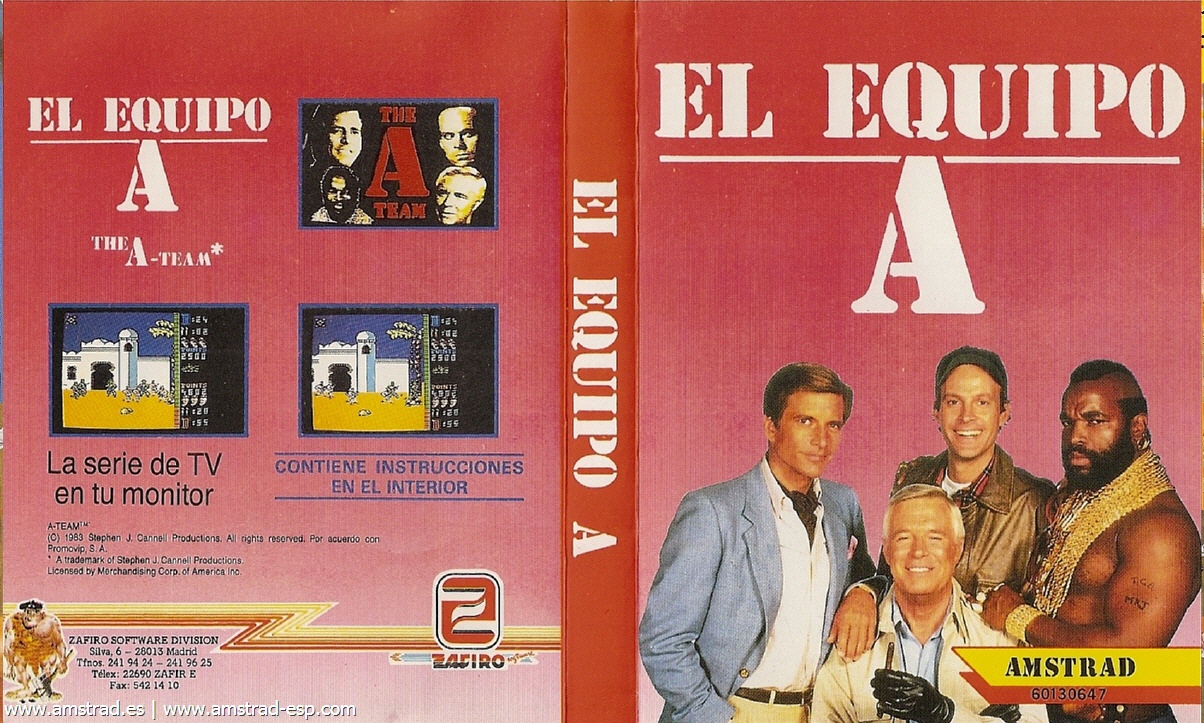 EL EQUIPO
A
THE A-TEAM*
THE
A
TEAM
La serie de TV
en tu monitor
CONTIENE INSTRUCCIONES
EN EL INTERIOR
A-TEAM™
(C) 1983 Stephen J. Cannell Productions. All rights reserved. Por acuerdo con
Promovip, S.A.
* A trademark of Stephen J. Cannell Productions.
Licensed by Merchandising Corp. of America Inc.
ZAFIRO SOFTWARE DIVISION
Silva, 6 – 28013 Madrid
Tfnos. 241 94 24 – 241 96 25
Télex: 22690 ZAFIR E
Fax: 542 14 10
Z
ZAFIRO software
EL EQUIPO A
EL EQUIPO
A
AMSTRAD
60130647
www.amstrad.es | www.amstrad-esp.com